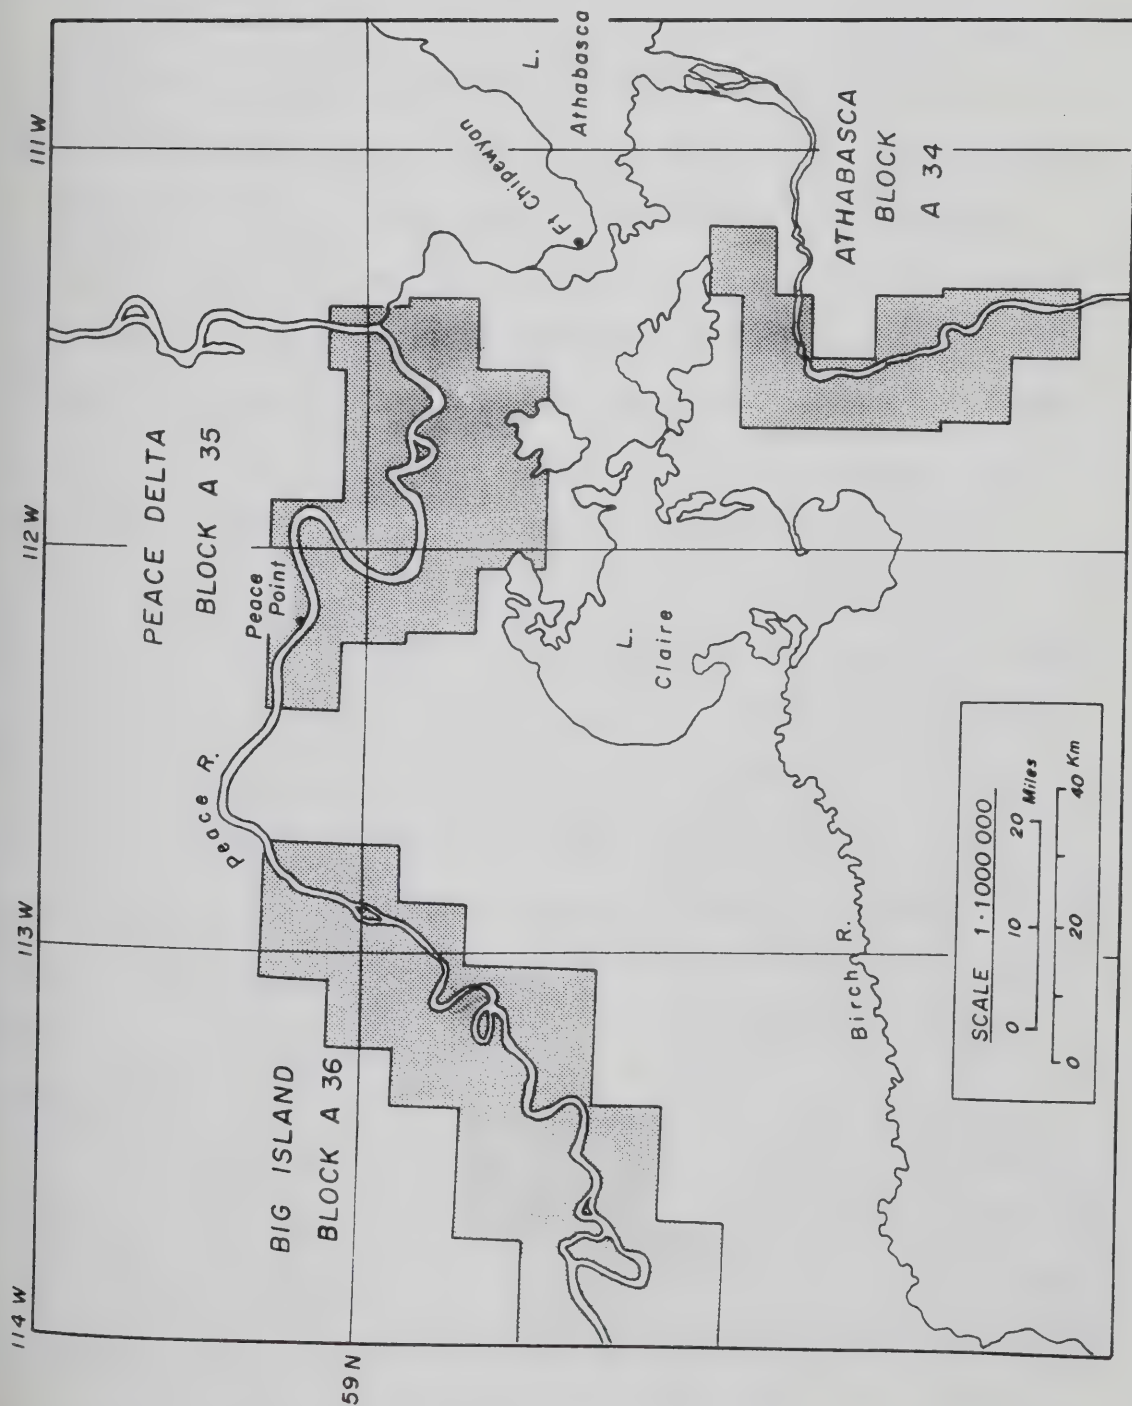 114 W
113 W
112 W
111 W
59 N
BIG ISLAND
BLOCK A 36
Peace R.
PEACE DELTA
BLOCK A 35
Peace
Point
Ft Chipewyan
L.
Athabasca
L.
Claire
ATHABASCA
BLOCK
A 34
Birch R.
SCALE 1·1000 000
0 10 20 Miles
0 20 40 Km